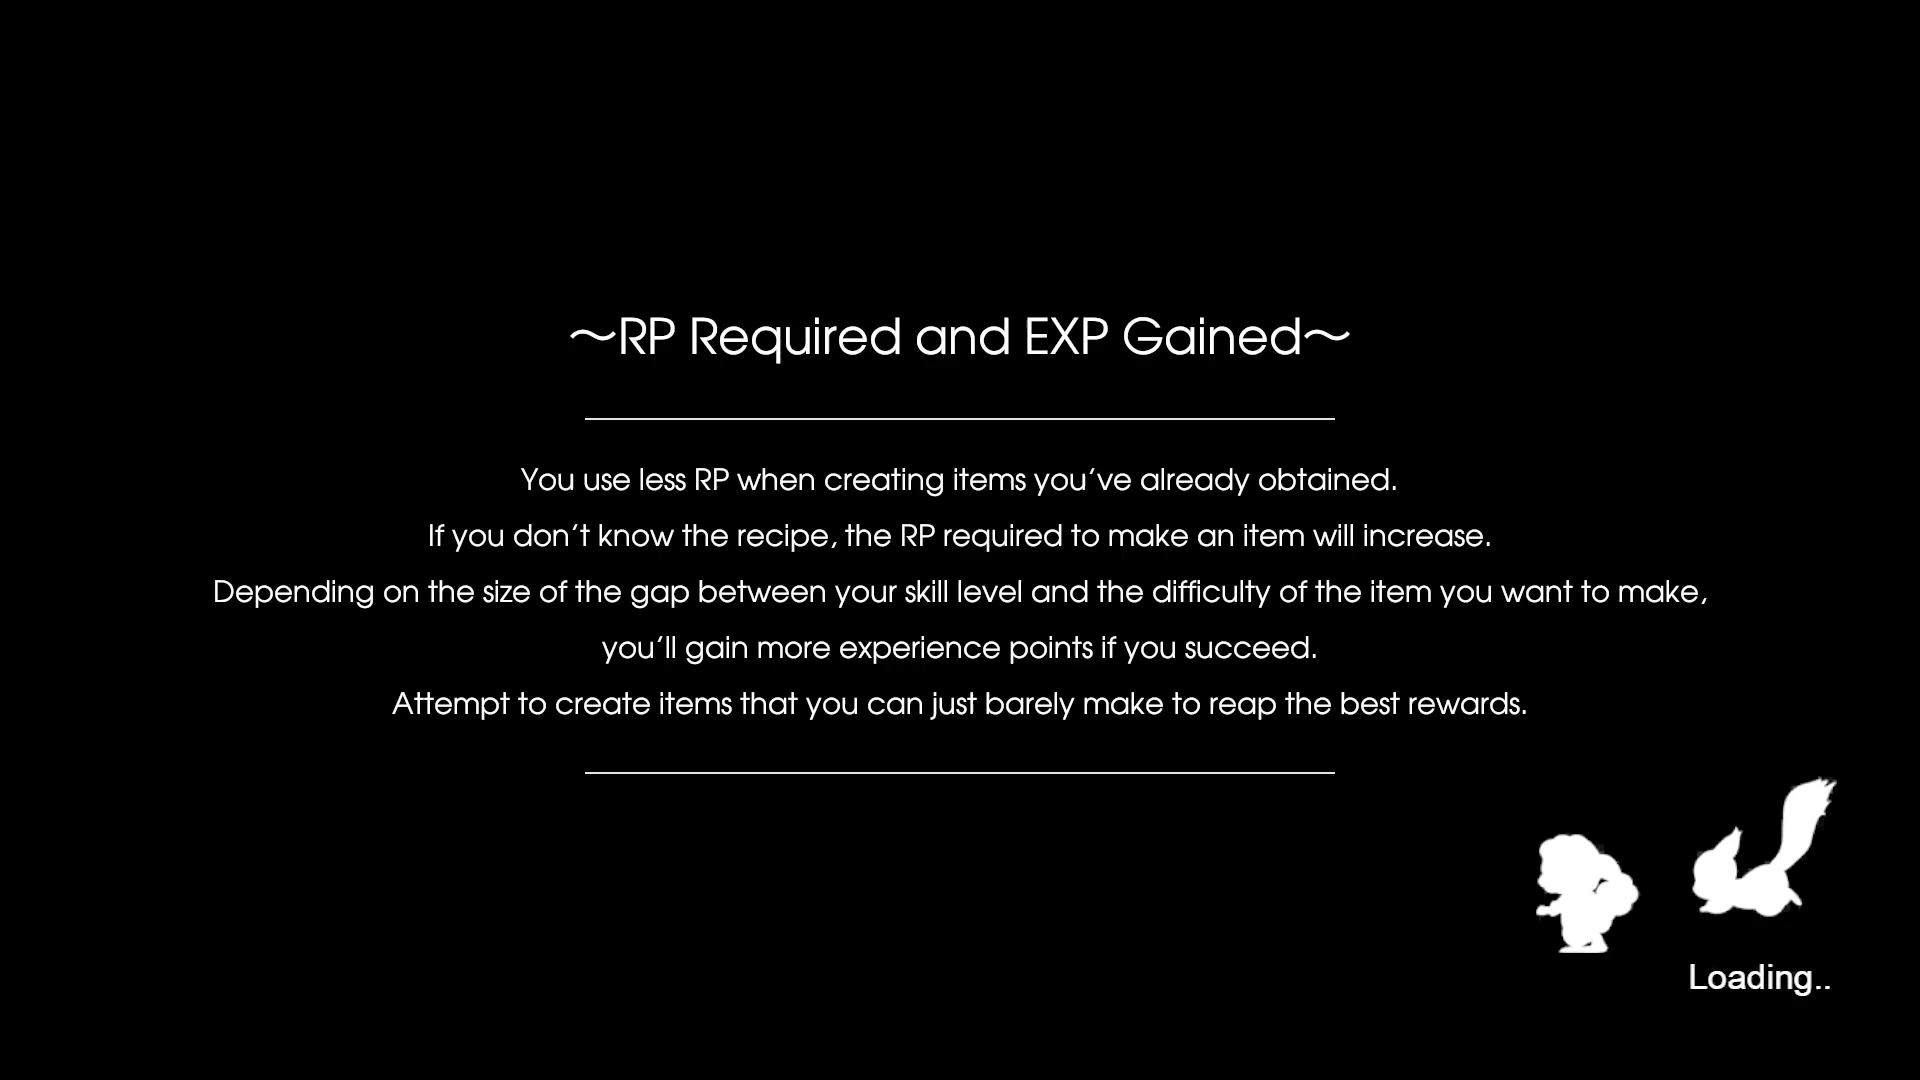 ～RP Required and EXP Gained～
You use less RP when creating items you’ve already obtained.
If you don’t know the recipe, the RP required to make an item will increase.
Depending on the size of the gap between your skill level and the difficulty of the item you want to make,
you’ll gain more experience points if you succeed.
Attempt to create items that you can just barely make to reap the best rewards.
Loading..